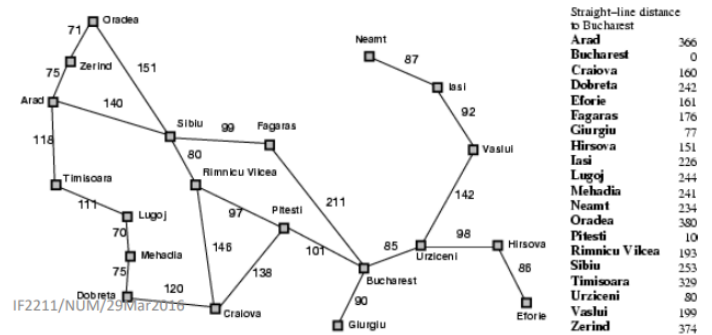 Oradea
71
Neamt
Zerind
87
151
75
Iasi
Arad
140
92
Sibiu
99
Fagaras
118
Vaslui
80
Rimnicu Vilcea
Timisoara
142
111
211
Lugoj
97
Pitesti
70
98
Hirsova
146
85
101
Urziceni
Mehadia
138
86
75
Bucharest
120
Dobreta
90
Craiova
Eforie
Giurgiu
IF2211/NUM/29Mar2016
Straight–line distance
to Bucharest
Arad 366
Bucharest 0
Craiova 160
Dobreta 242
Eforie 161
Fagaras 176
Giurgiu 77
Hirsova 151
Iasi 226
Lugoj 244
Mehadia 241
Neamt 234
Oradea 380
Pitesti 10
Rimnicu Vilcea 193
Sibiu 253
Timisoara 329
Urziceni 80
Vaslui 199
Zerind 374